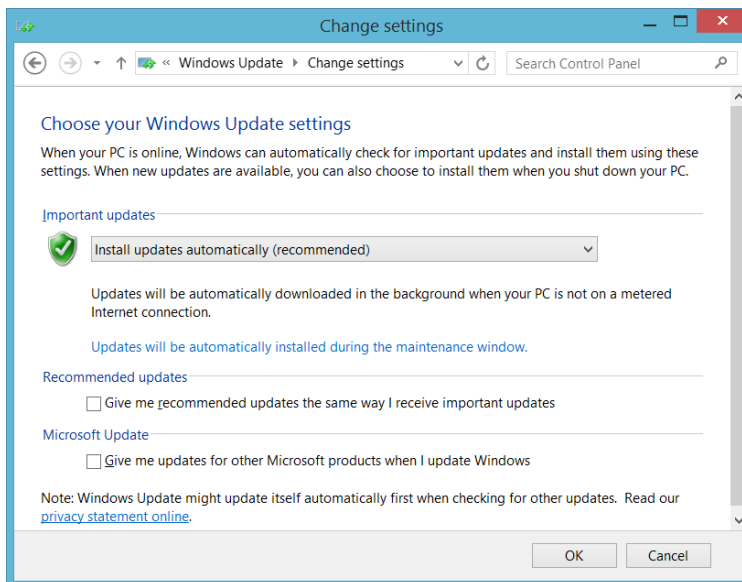 Change settings
« Windows Update ▸ Change settings
Search Control Panel
Choose your Windows Update settings
When your PC is online, Windows can automatically check for important updates and install them using these
settings. When new updates are available, you can also choose to install them when you shut down your PC.
Important updates
Install updates automatically (recommended)
Updates will be automatically downloaded in the background when your PC is not on a metered
Internet connection.
Updates will be automatically installed during the maintenance window.
Recommended updates
Give me recommended updates the same way I receive important updates
Microsoft Update
Give me updates for other Microsoft products when I update Windows
Note: Windows Update might update itself automatically first when checking for other updates. Read our
privacy statement online.
OK
Cancel